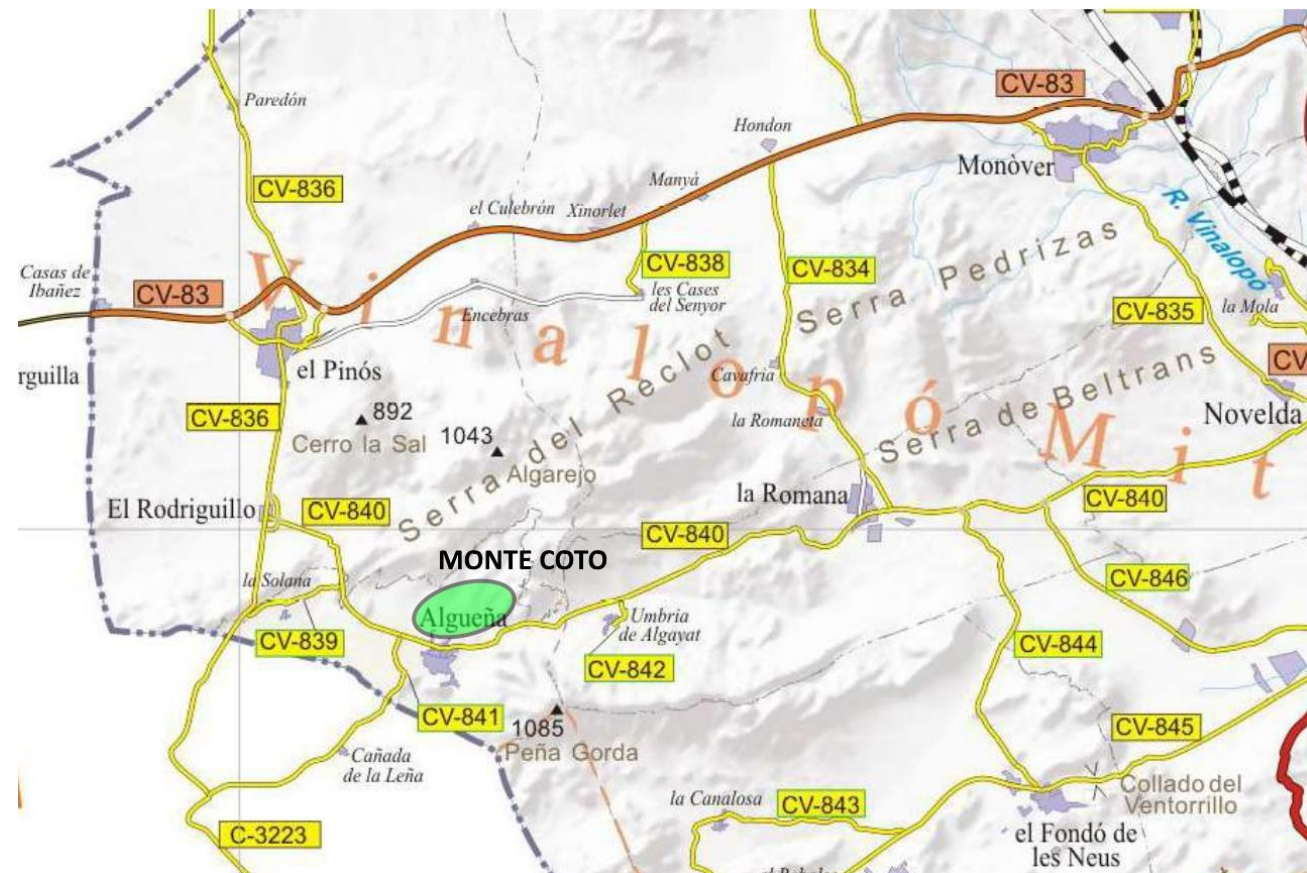 Paredón
CV-83
Hondon
Monòver
CV-836
Manyá
el Culebrón
Xinorlet
R. Vinalopó
Casas de
Ibañez
CV-83
CV-838
CV-834
Serra Pedrizas
les Cases
del Senyor
CV-835
la Mola
Vinalopó Mit
Encebras
rguilla
el Pinós
Serra del Reclot
Cavafria
Serra de Beltrans
CV
CV-836
892
Cerro la Sal
1043
Algarejo
la Romaneta
Novelda
El Rodriguillo
CV-840
la Romana
CV-840
CV-840
MONTE COTO
la Solana
CV-846
Algueña
Umbria
de Algayat
CV-839
CV-842
CV-844
CV-841
1085
Peña Gorda
CV-845
Cañada
de la Leña
Collado del
Ventorrillo
la Canalosa
CV-843
C-3223
el Fondó de
les Neus